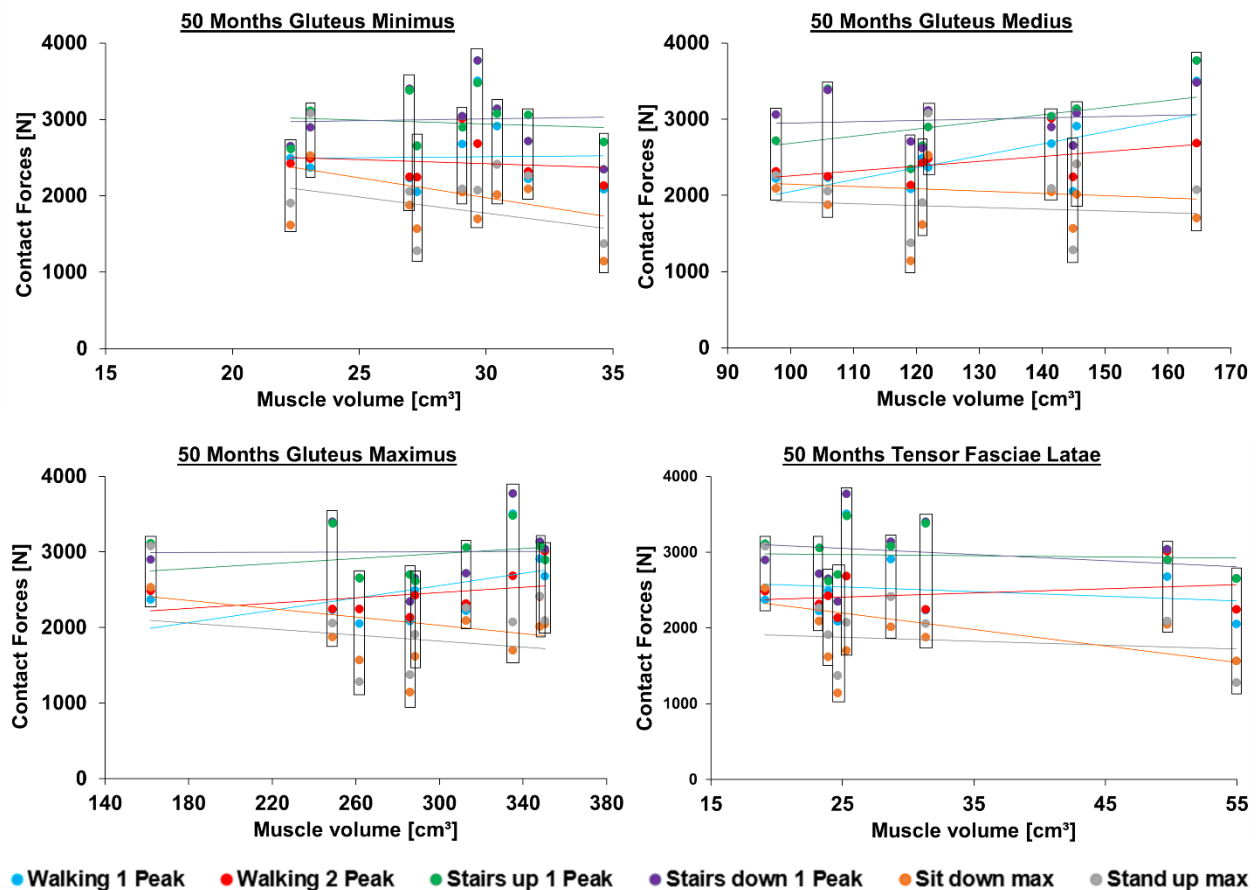 50 Months Gluteus Minimus
Contact Forces [N]
4000
3000
2000
1000
0
15 20 25 30 35
Muscle volume [cm³]
50 Months Gluteus Medius
Contact Forces [N]
4000
3000
2000
1000
0
90 100 110 120 130 140 150 160 170
Muscle volume [cm³]
50 Months Gluteus Maximus
Contact Forces [N]
4000
3000
2000
1000
0
140 180 220 260 300 340 380
Muscle volume [cm³]
50 Months Tensor Fasciae Latae
Contact Forces [N]
4000
3000
2000
1000
0
15 25 35 45 55
Muscle volume [cm³]
Walking 1 Peak Walking 2 Peak Stairs up 1 Peak Stairs down 1 Peak Sit down max Stand up max